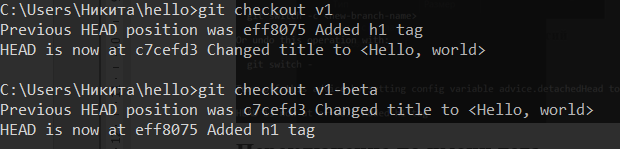 C:\Users\Никита\hello>git checkout v1
Previous HEAD position was eff8075 Added h1 tag
HEAD is now at c7cefd3 Changed title to <Hello, world>
git switch -
C:\Users\Никита\hello>git checkout v1-beta
Previous HEAD position was c7cefd3 Changed title to <Hello, world>
HEAD is now at eff8075 Added h1 tag